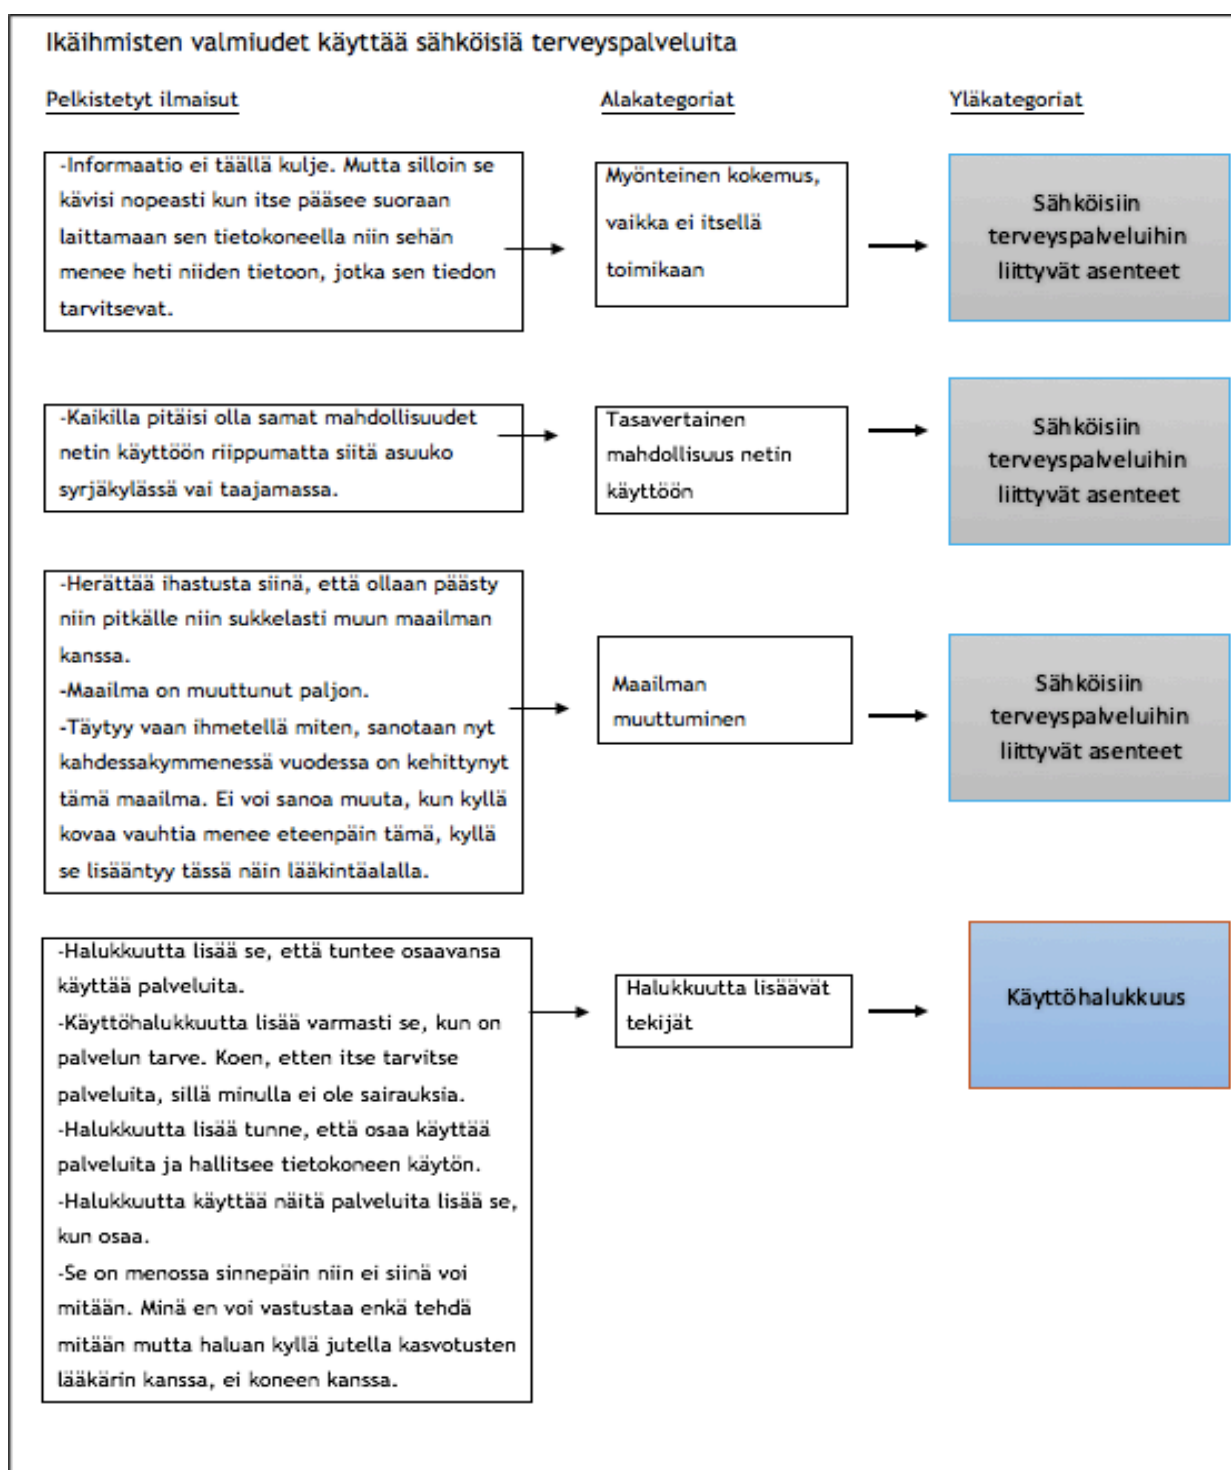 Ikäihmisten valmiudet käyttää sähköisiä terveyspalveluita
Pelkistetyt ilmaisut
Alakategoriat
Yläkategoriat
-Informaatio ei täällä kulje. Mutta silloin se
kävisi nopeasti kun itse pääsee suoraan
laittamaan sen tietokoneella niin sehän
menee heti niiden tietoon, jotka sen tiedon
tarvitsevat.
Myönteinen kokemus,
vaikka ei itsellä
toimikaan
Sähköisiin
terveyspalveluihin
liittyvät asenteet
-Kaikilla pitäisi olla samat mahdollisuudet
netin käyttöön riippumatta siitä asuuko
syrjäkylässä vai taajamassa.
Tasavertainen
mahdollisuus netin
käyttöön
Sähköisiin
terveyspalveluihin
liittyvät asenteet
-Herättää ihastusta siinä, että ollaan päästy
niin pitkälle niin sukkelasti muun maailman
kanssa.
-Maailma on muuttunut paljon.
-Täytyy vaan ihmetellä miten, sanotaan nyt
kahdessakymmenessä vuodessa on kehittynyt
tämä maailma. Ei voi sanoa muuta, kun kyllä
kovaa vauhtia menee eteenpäin tämä, kyllä
se lisääntyy tässä näin lääkintäalalla.
Maailman
muuttuminen
Sähköisiin
terveyspalveluihin
liittyvät asenteet
-Halukkuutta lisää se, että tuntee osaavansa
käyttää palveluita.
-Käyttöhalukkuutta lisää varmasti se, kun on
palvelun tarve. Koen, etten itse tarvitse
palveluita, sillä minulla ei ole sairauksia.
-Halukkuutta lisää tunne, että osaa käyttää
palveluita ja hallitsee tietokoneen käytön.
-Halukkuutta käyttää näitä palveluita lisää se,
kun osaa.
-Se on menossa sinnepäin niin ei siinä voi
mitään. Minä en voi vastustaa enkä tehdä
mitään mutta haluan kyllä jutella kasvotusten
lääkärin kanssa, ei koneen kanssa.
Halukkuutta lisäävät
tekijät
Käyttöhalukkuus